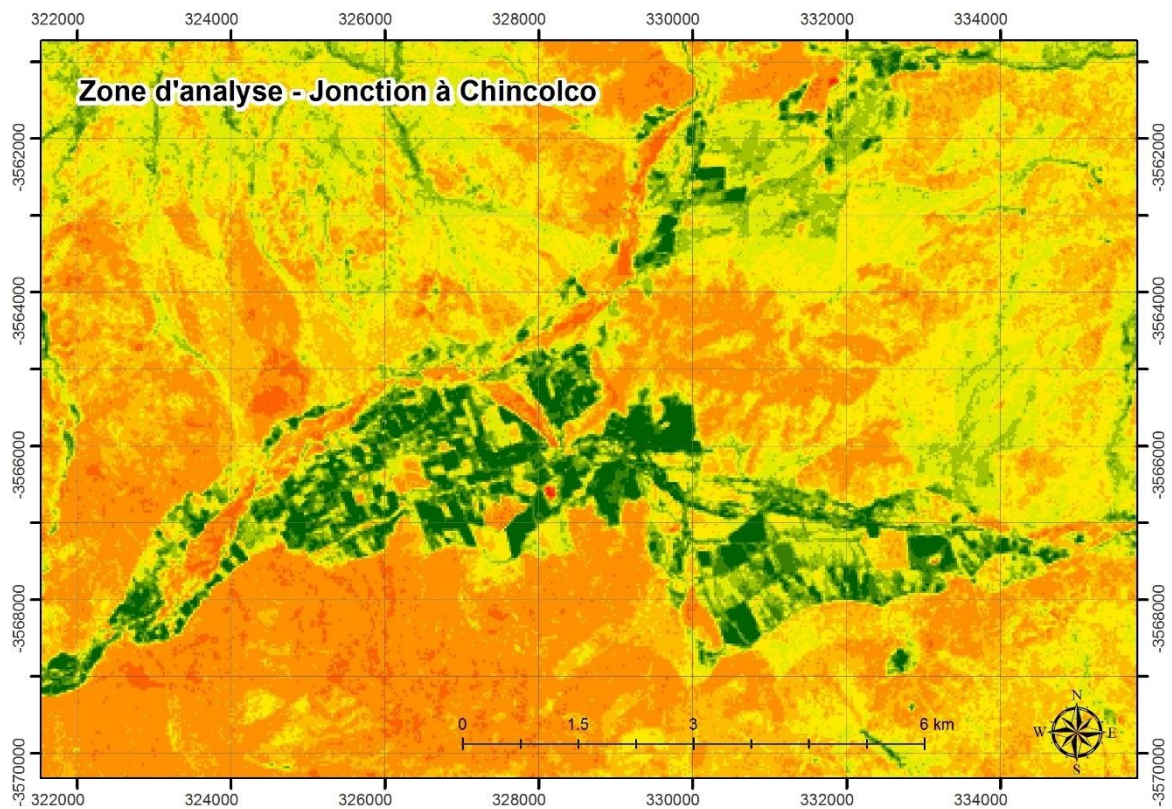 322000 324000 326000 328000 330000 332000 334000
Zone d'analyse - Jonction à Chincolco
-3562000 -3562000
-3564000 -3564000
-3566000 -3566000
-3568000 -3568000
N
0 1.5 3 6 km
W E
S
-3570000 -3570000
322000 324000 326000 328000 330000 332000 334000